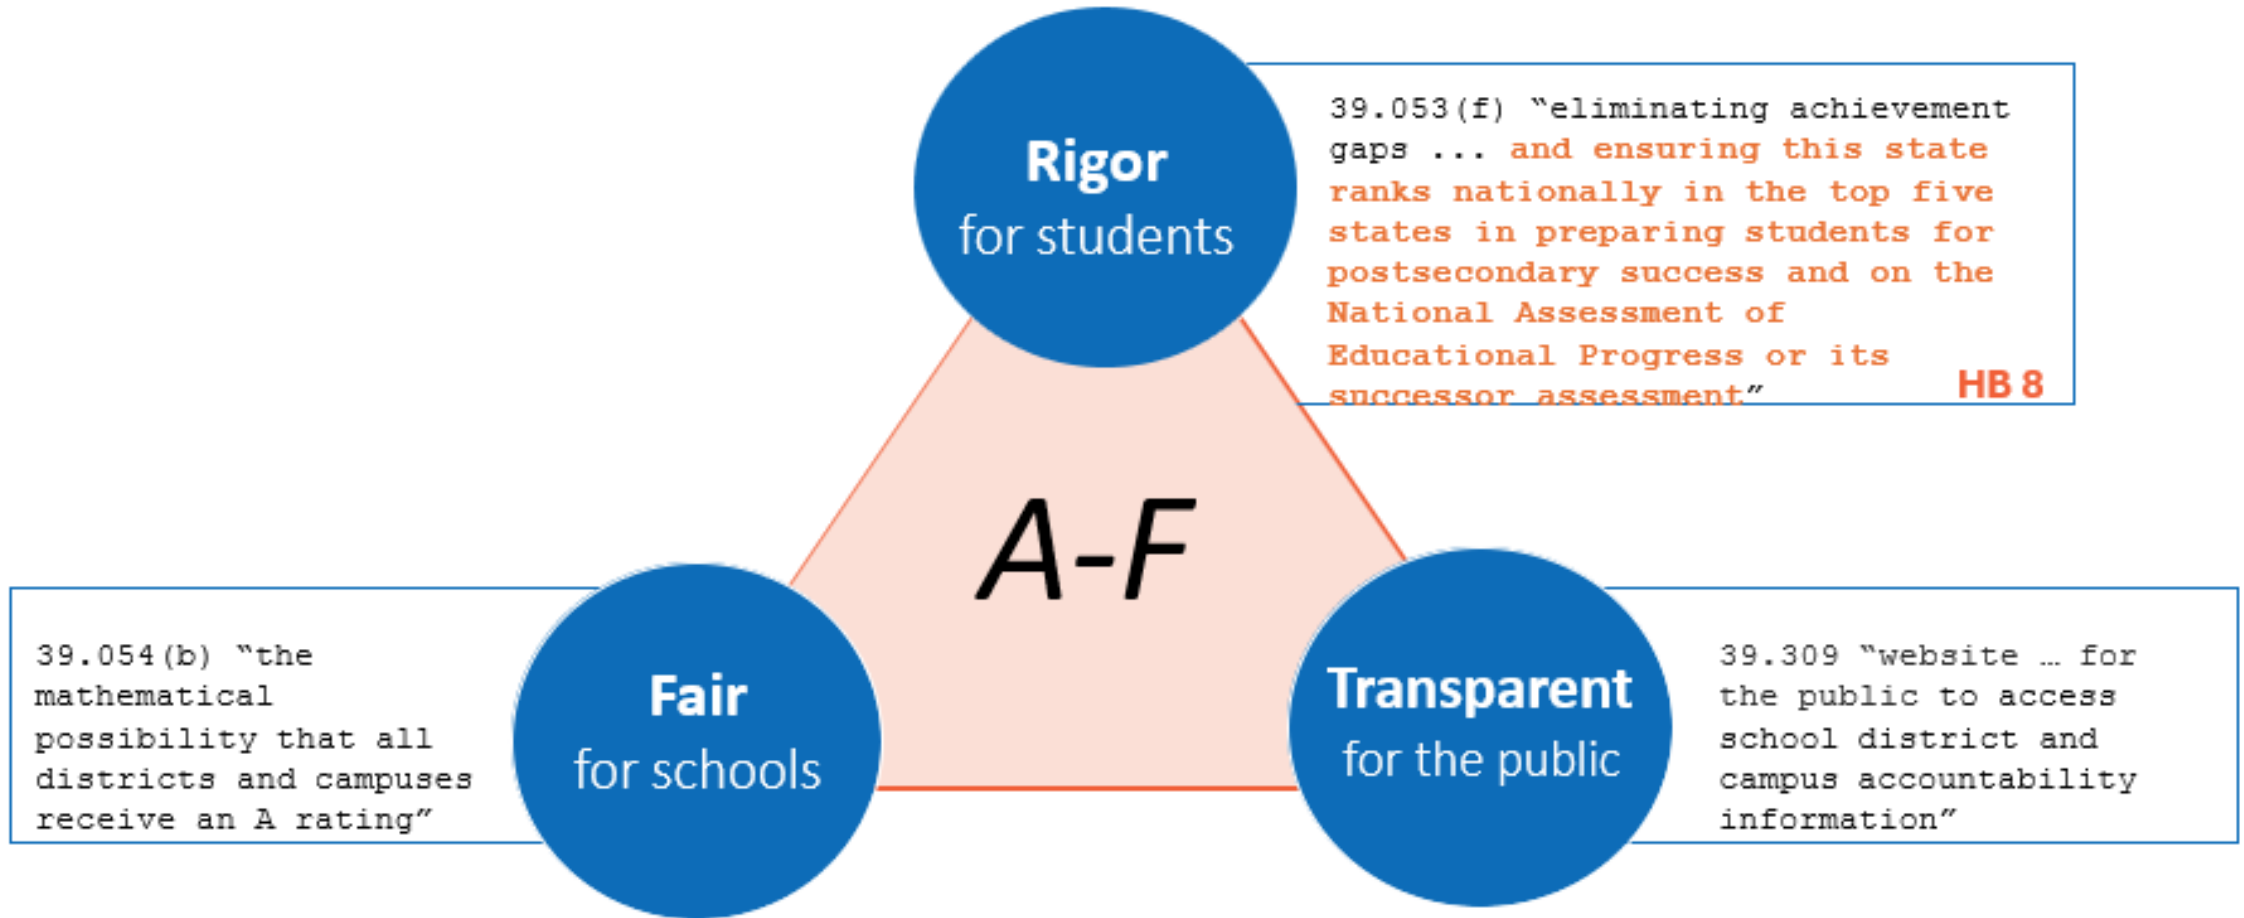 Rigor
for students
39.053(f) “eliminating achievement
gaps ... and ensuring this state
ranks nationally in the top five
states in preparing students for
postsecondary success and on the
National Assessment of
Educational Progress or its
successor assessment”
HB 8
A-F
39.054(b) “the
mathematical
possibility that all
districts and campuses
receive an A rating”
Fair
for schools
Transparent
for the public
39.309 “website … for
the public to access
school district and
campus accountability
information”